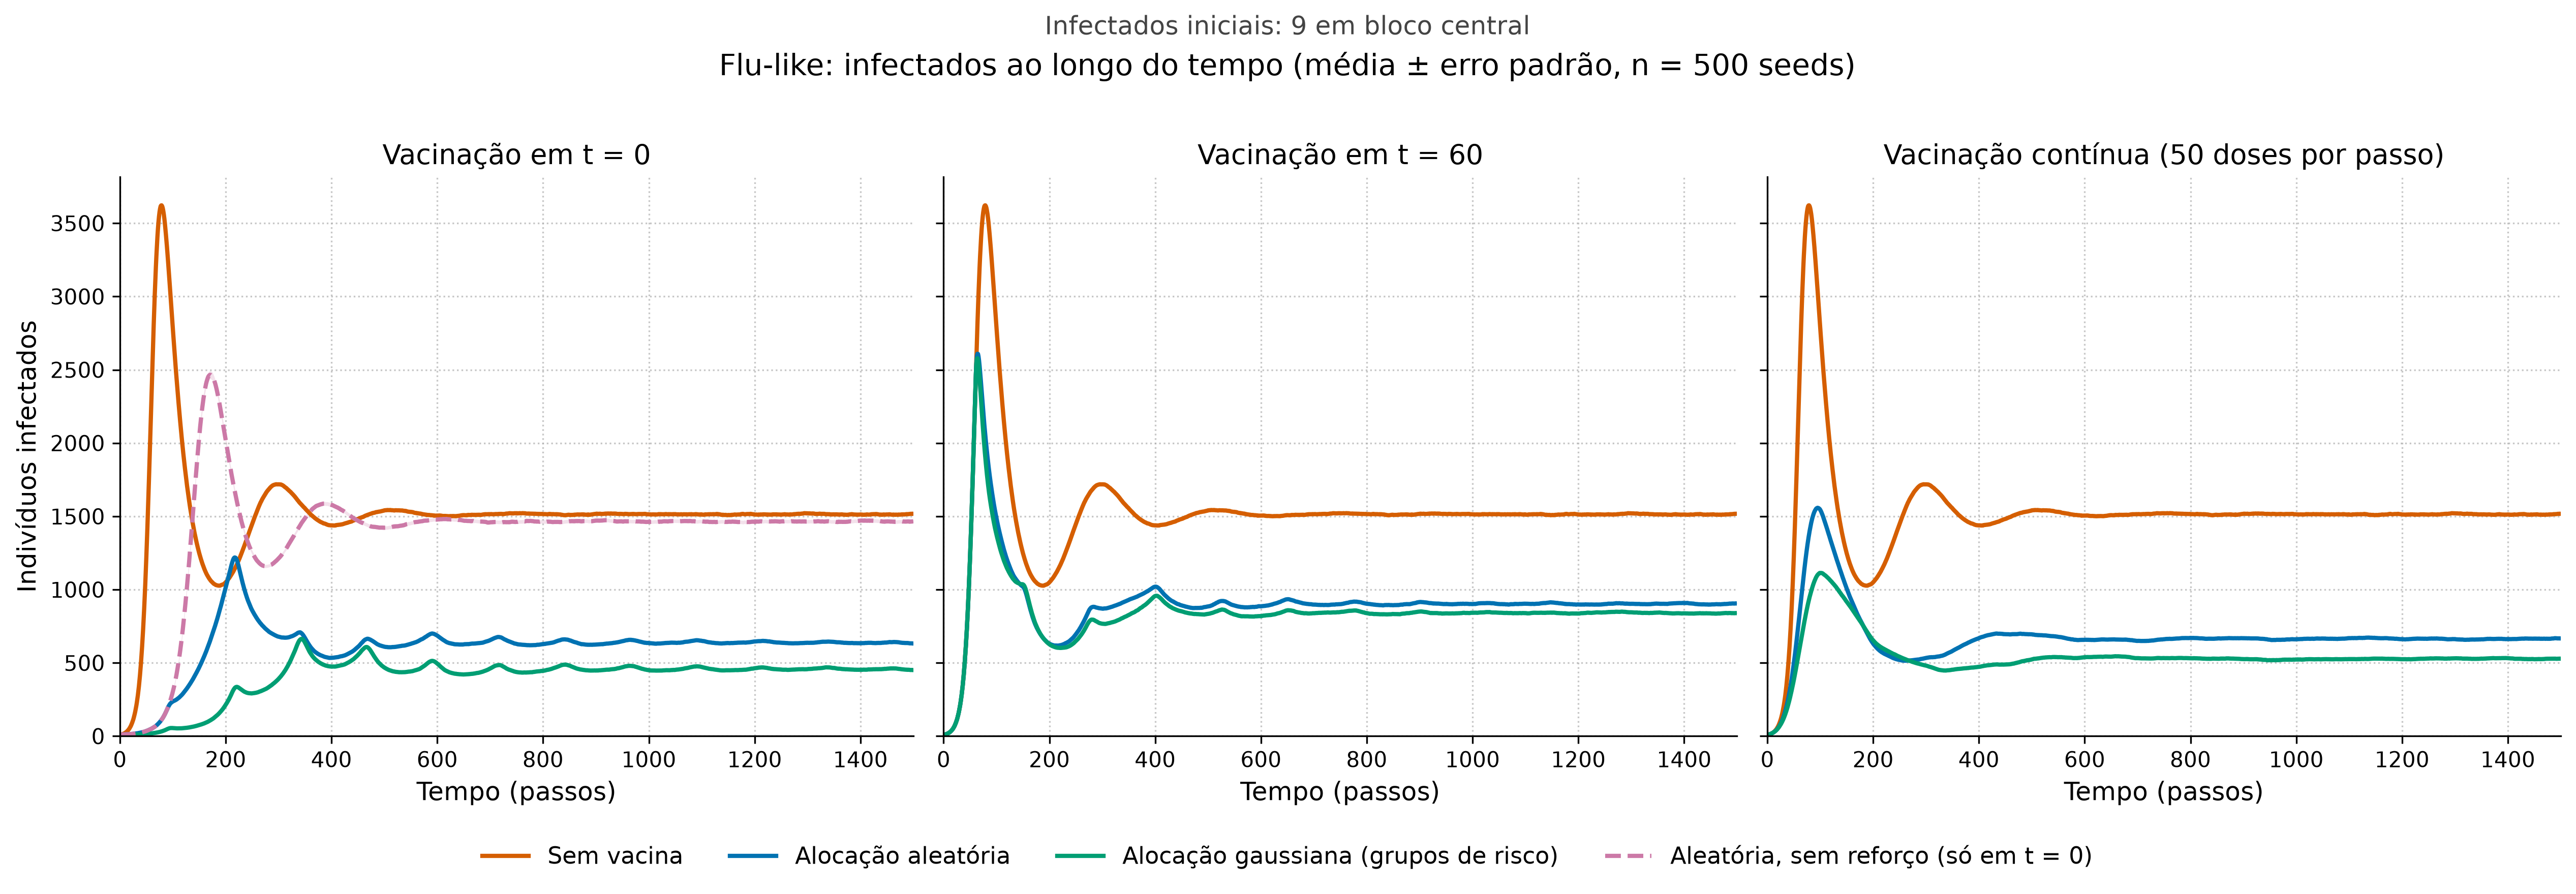 Infectados iniciais: 9 em bloco central
Flu-like: infectados ao longo do tempo (média ± erro padrão, n = 500 seeds)
Vacinação em t = 0
Vacinação em t = 60
Vacinação contínua (50 doses por passo)
Indivíduos infectados
3500
3000
2500
2000
1500
1000
500
0
0 200 400 600 800 1000 1200 1400
0 200 400 600 800 1000 1200 1400
0 200 400 600 800 1000 1200 1400
Tempo (passos)
Tempo (passos)
Tempo (passos)
Sem vacina
Alocação aleatória
Alocação gaussiana (grupos de risco)
Aleatória, sem reforço (só em t = 0)